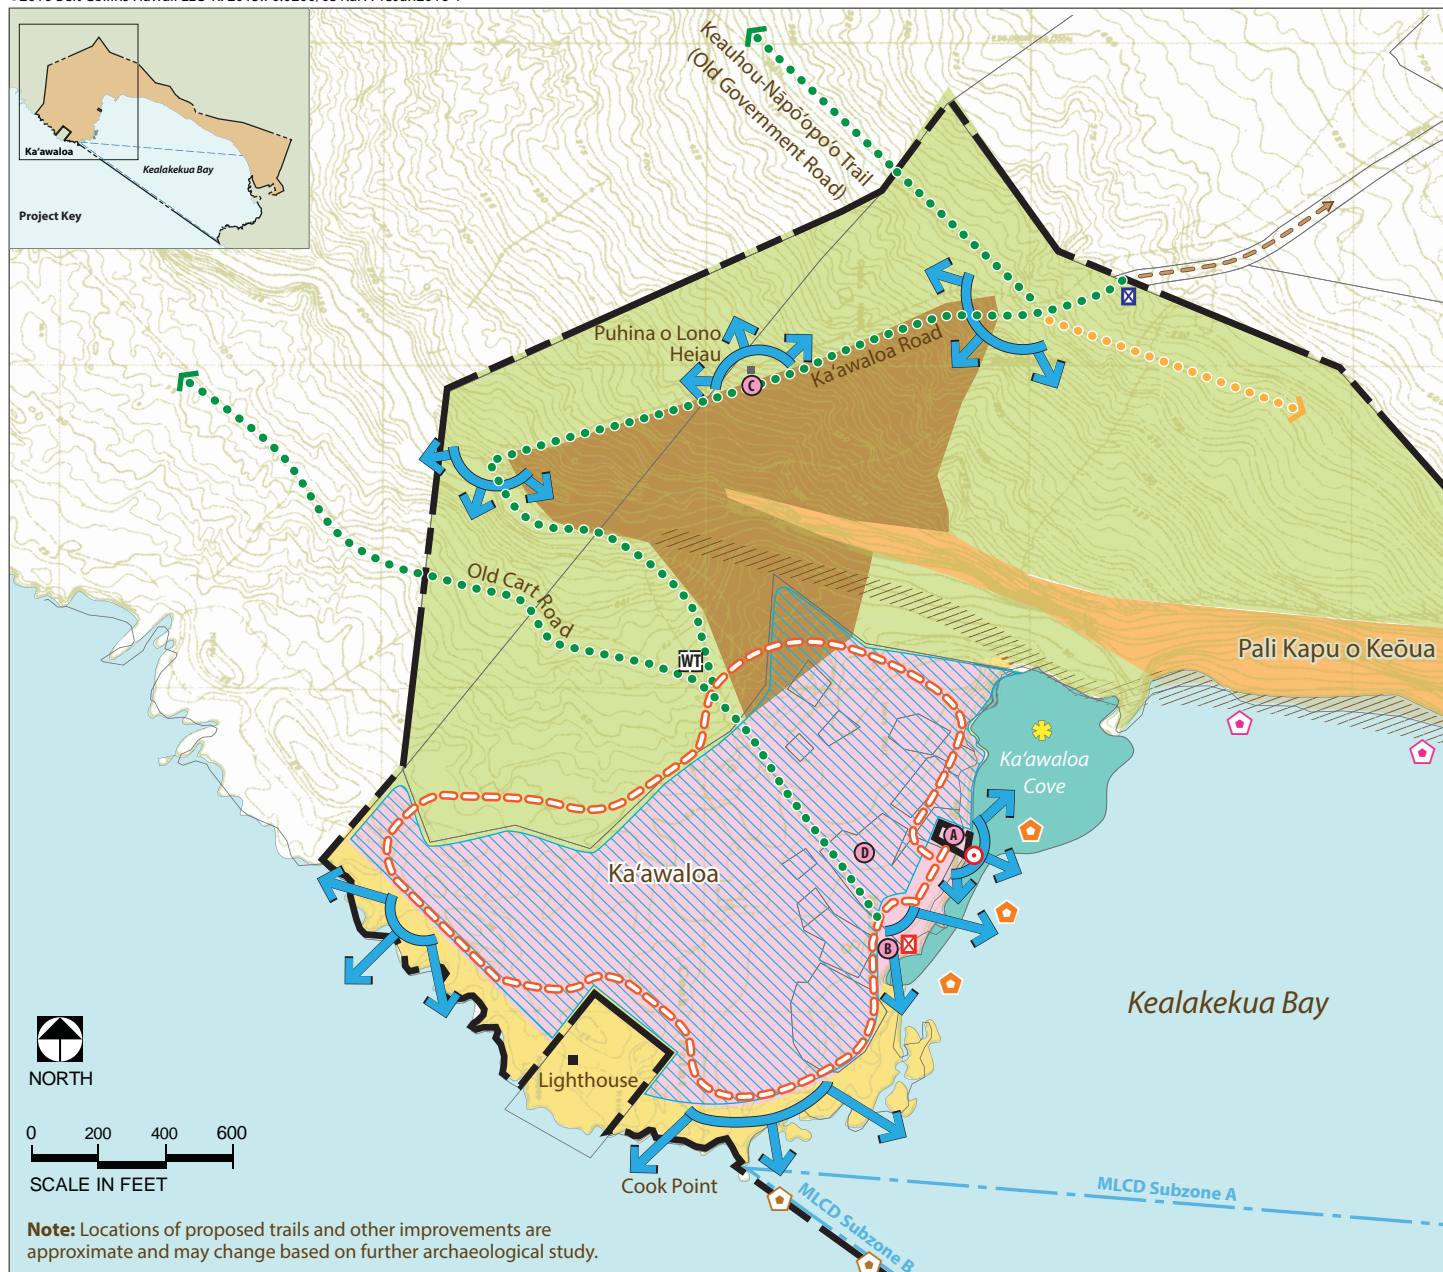 Ka‘awaloa
Kealakekua Bay
Project Key
Keauhou-Nāpō‘opo‘o Trail
(Old Government Road)
Puhina o Lono
Heiau
C
Ka‘awaloa Road
Old Cart Road
WT
Pali Kapu o Keōua
Ka‘awaloa
Cove
A
D
Ka‘awaloa
B
Kealakekua Bay
NORTH
Lighthouse
0 200 400 600
SCALE IN FEET
Cook Point
MLCD Subzone A
MLCD Subzone B
Note: Locations of proposed trails and other improvements are
approximate and may change based on further archaeological study.